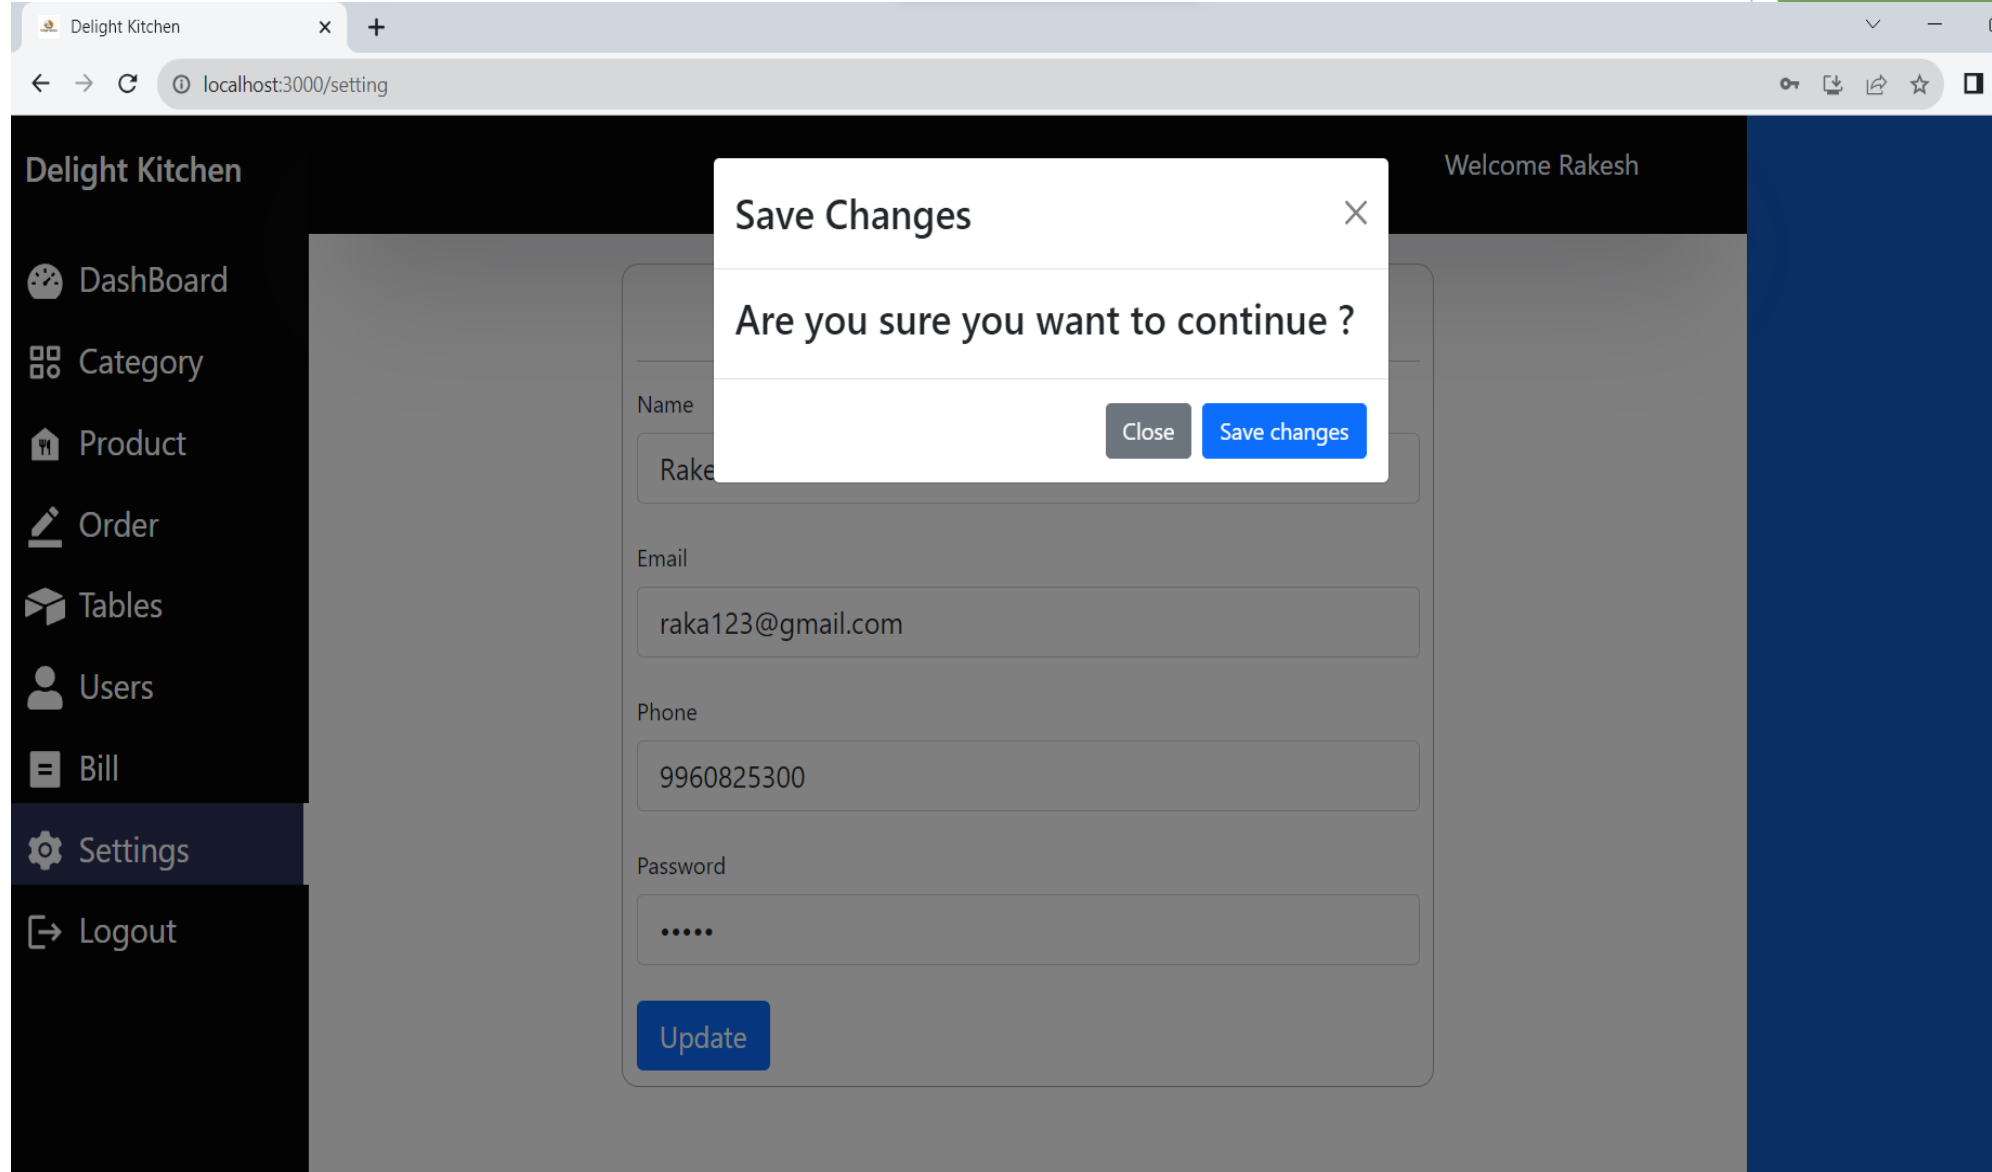 Delight Kitchen
localhost:3000/setting
Delight Kitchen
Welcome Rakesh
DashBoard
Category
Product
Order
Tables
Users
Bill
Settings
Logout
Save Changes
Are you sure you want to continue ?
Close
Save changes
Name
Rake
Email
raka123@gmail.com
Phone
9960825300
Password
•••••
Update